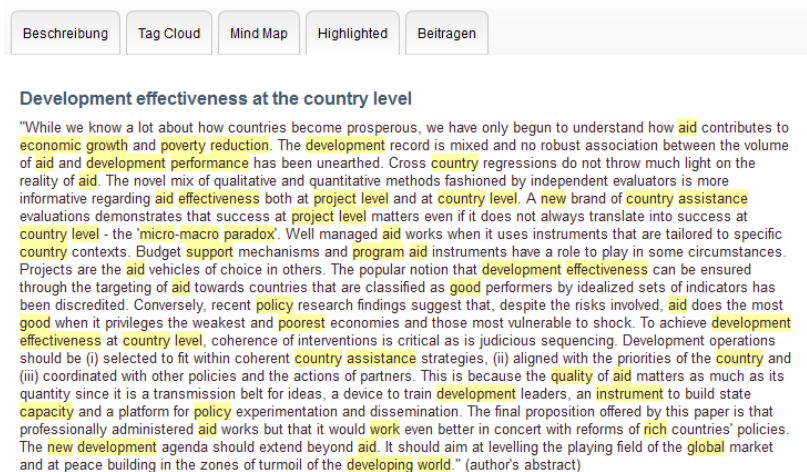 Beschreibung Tag Cloud Mind Map Highlighted Beitragen
Development effectiveness at the country level
"While we know a lot about how countries become prosperous, we have only begun to understand how aid contributes to
economic growth and poverty reduction. The development record is mixed and no robust association between the volume
of aid and development performance has been unearthed. Cross country regressions do not throw much light on the
reality of aid. The novel mix of qualitative and quantitative methods fashioned by independent evaluators is more
informative regarding aid effectiveness both at project level and at country level. A new brand of country assistance
evaluations demonstrates that success at project level matters even if it does not always translate into success at
country level - the 'micro-macro paradox'. Well managed aid works when it uses instruments that are tailored to specific
country contexts. Budget support mechanisms and program aid instruments have a role to play in some circumstances.
Projects are the aid vehicles of choice in others. The popular notion that development effectiveness can be ensured
through the targeting of aid towards countries that are classified as good performers by idealized sets of indicators has
been discredited. Conversely, recent policy research findings suggest that, despite the risks involved, aid does the most
good when it privileges the weakest and poorest economies and those most vulnerable to shock. To achieve development
effectiveness at country level, coherence of interventions is critical as is judicious sequencing. Development operations
should be (i) selected to fit within coherent country assistance strategies, (ii) aligned with the priorities of the country and
(iii) coordinated with other policies and the actions of partners. This is because the quality of aid matters as much as its
quantity since it is a transmission belt for ideas, a device to train development leaders, an instrument to build state
capacity and a platform for policy experimentation and dissemination. The final proposition offered by this paper is that
professionally administered aid works but that it would work even better in concert with reforms of rich countries' policies.
The new development agenda should extend beyond aid. It should aim at levelling the playing field of the global market
and at peace building in the zones of turmoil of the developing world." (author's abstract)